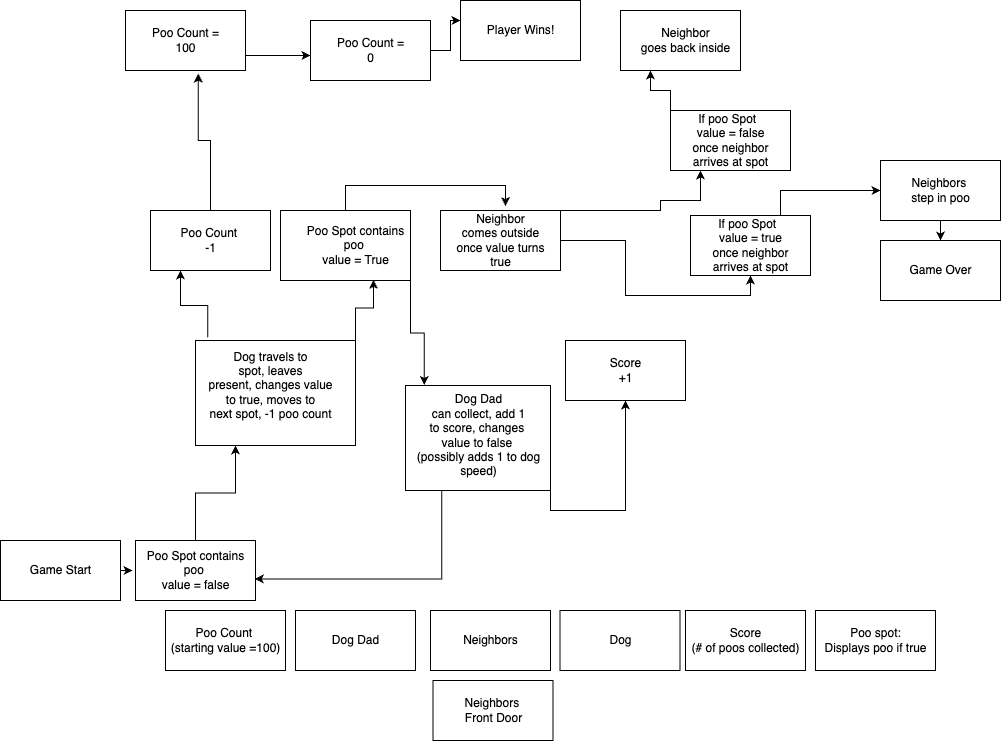 Poo Count =
100
Poo Count =
0
Player Wins!
Neighbor
goes back inside
If poo Spot
value = false
once neighbor
arrives at spot
Neighbors
step in poo
Poo Count
-1
Poo Spot contains
poo
value = True
Neighbor
comes outside
once value turns
true
If poo Spot
value = true
once neighbor
arrives at spot
Game Over
Dog travels to
spot, leaves
present, changes value
to true, moves to
next spot, -1 poo count
Score
+1
Dog Dad
can collect, add 1
to score, changes
value to false
(possibly adds 1 to dog
speed)
Game Start
Poo Spot contains
poo
value = false
Poo Count
(starting value =100)
Dog Dad
Neighbors
Dog
Score
(# of poos collected)
Poo spot:
Displays poo if true
Neighbors
Front Door